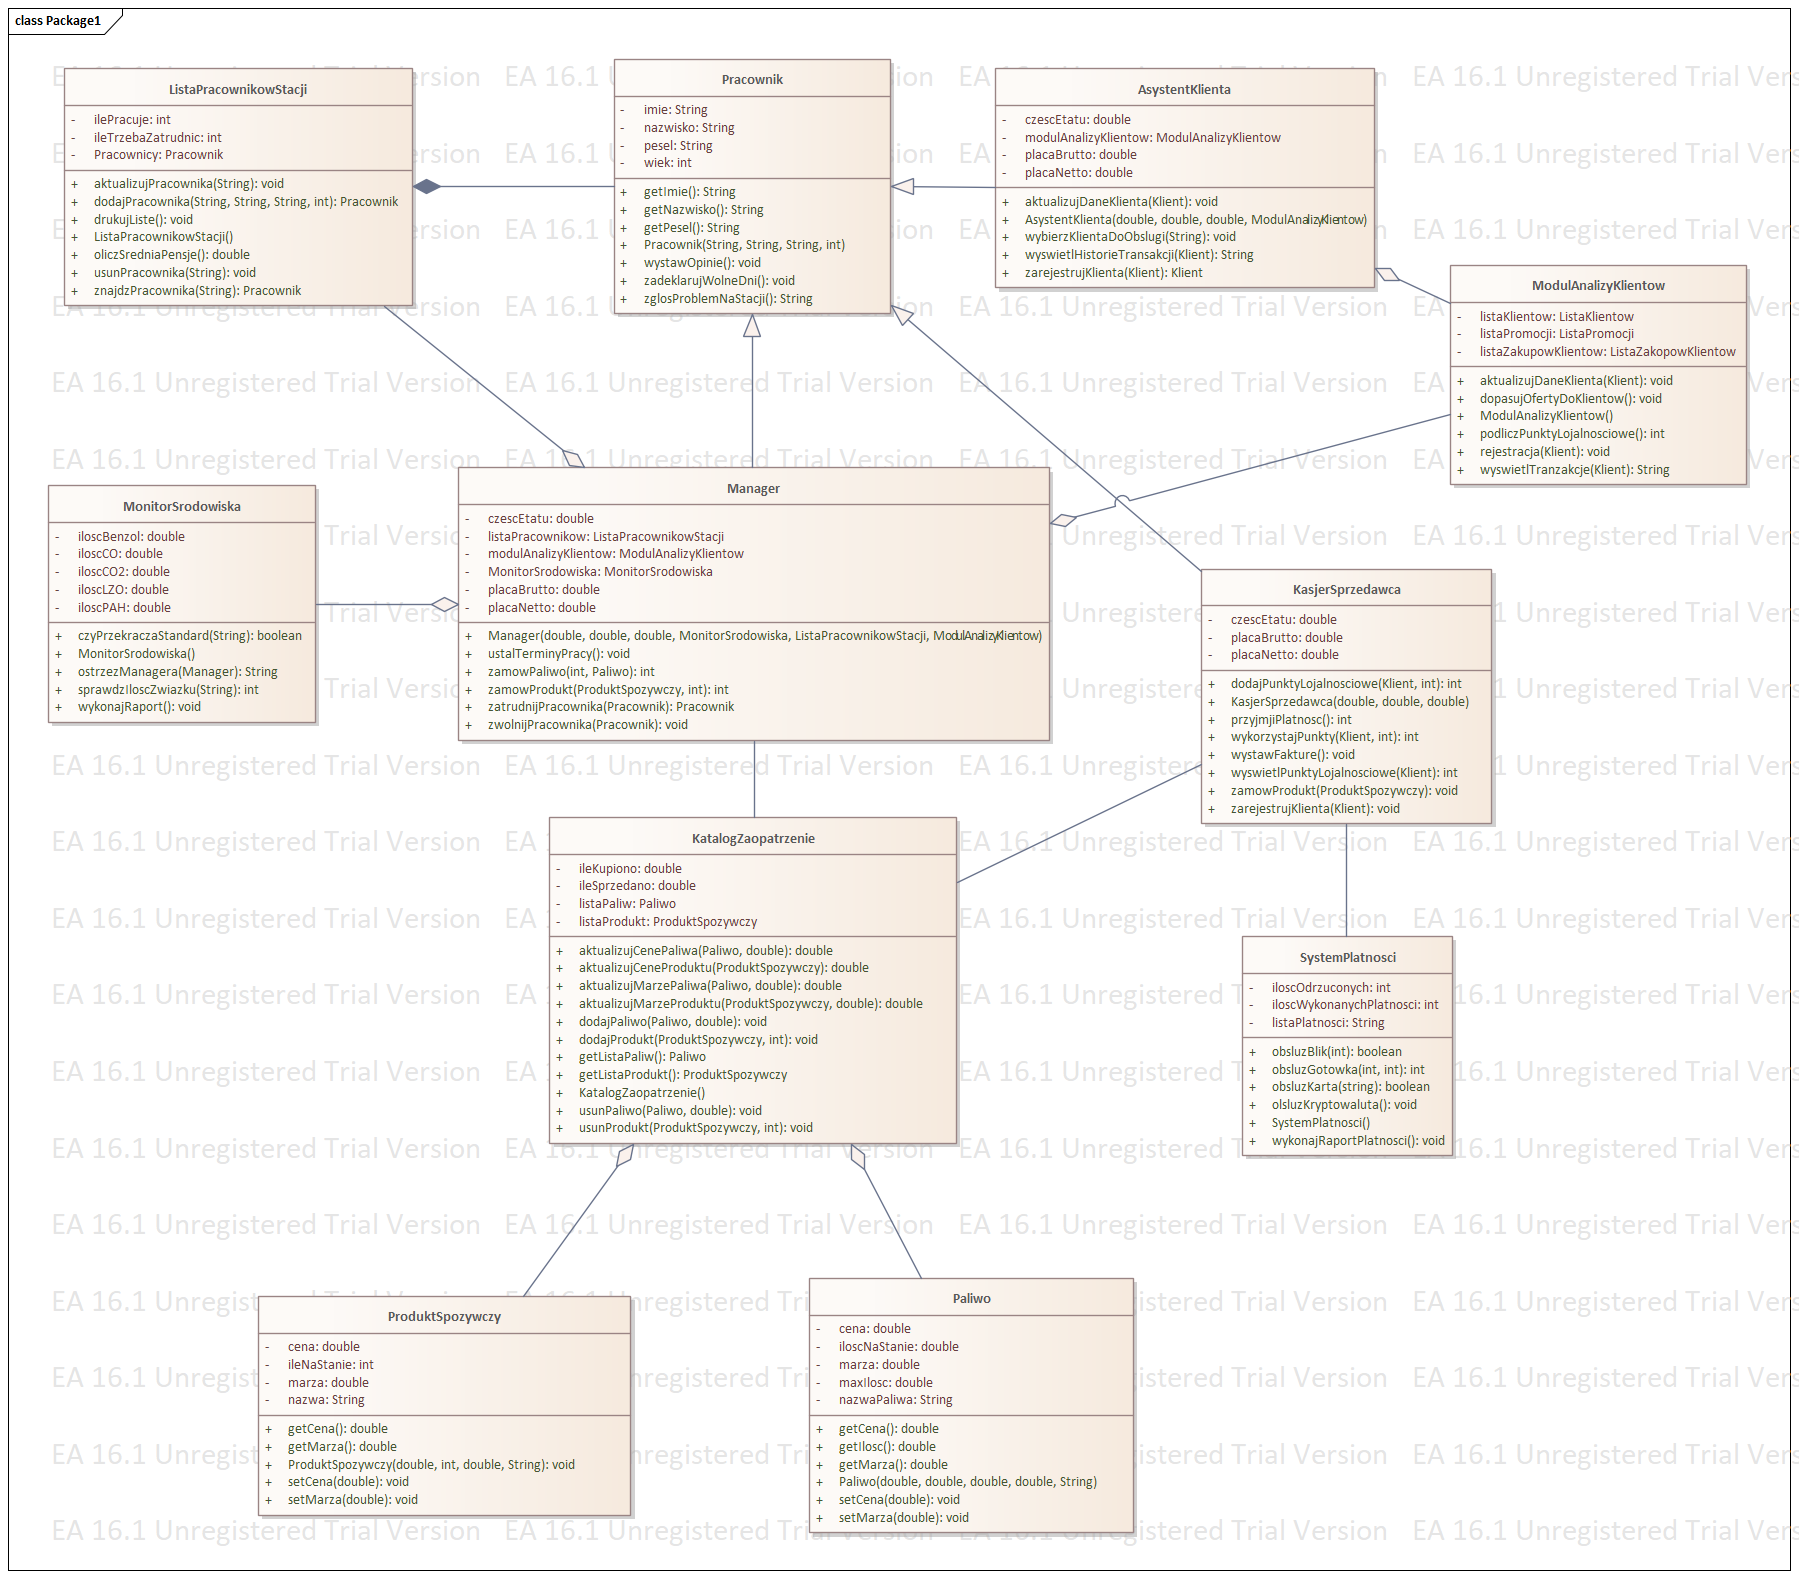 class Package1
ListaPracownikowStacji
- ilePracuje: int
- ileTrzebaZatrudnic: int
- Pracownicy: Pracownik
+ aktualizujPracownika(String): void
+ dodajPracownika(String, String, String, int): Pracownik
+ drukujListe(): void
+ ListaPracownikowStacji()
+ oliczSredniaPensje(): double
+ usunPracownika(String): void
+ znajdzPracownika(String): Pracownik
Pracownik
- imie: String
- nazwisko: String
- pesel: String
- wiek: int
+ getImie(): String
+ getNazwisko(): String
+ getPesel(): String
+ Pracownik(String, String, String, int)
+ wystawOpinie(): void
+ zadeklarujWolneDni(): void
+ zglosProblemNaStacji(): String
AsystentKlienta
- czescEtatu: double
- modulAnalizyKlientow: ModulAnalizyKlientow
- placaBrutto: double
- placaNetto: double
+ aktualizujDaneKlienta(Klient): void
+ AsystentKlienta(double, double, double, ModulAnalizyKlientow)
+ wybierzKlientaDoObslugi(String): void
+ wyswietlHistorieTransakcji(Klient): String
+ zarejestrujKlienta(Klient): Klient
ModulAnalizyKlientow
- listaKlientow: ListaKlientow
- listaPromocji: ListaPromocji
- listaZakupowKlientow: ListaZakopowKlientow
+ aktualizujDaneKlienta(Klient): void
+ dopasujOfertyDoKlientow(): void
+ ModulAnalizyKlientow()
+ podliczPunktyLojalnosciowe(): int
+ rejestracja(Klient): void
+ wyswietlTranzakcje(Klient): String
MonitorSrodowiska
- iloscBenzol: double
- iloscCO: double
- iloscCO2: double
- iloscLZO: double
- iloscPAH: double
+ czyPrzekraczaStandard(String): boolean
+ MonitorSrodowiska()
+ ostrzezManagera(Manager): String
+ sprawdzIloscZwiazku(String): int
+ wykonajRaport(): void
Manager
- czescEtatu: double
- listaPracownikow: ListaPracownikowStacji
- modulAnalizyKlientow: ModulAnalizyKlientow
- MonitorSrodowiska: MonitorSrodowiska
- placaBrutto: double
- placaNetto: double
+ Manager(double, double, double, MonitorSrodowiska, ListaPracownikowStacji, ModulAnalizyKlientow)
+ ustalTerminyPracy(): void
+ zamowPaliwo(int, Paliwo): int
+ zamowProdukt(ProduktSpozywczy, int): int
+ zatrudnijPracownika(Pracownik): Pracownik
+ zwolnijPracownika(Pracownik): void
KasjerSprzedawca
- czescEtatu: double
- placaBrutto: double
- placaNetto: double
+ dodajPunktyLojalnosciowe(Klient, int): int
+ KasjerSprzedawca(double, double, double)
+ przyjmjiPlatnosc(): int
+ wykorzystajPunkty(Klient, int): int
+ wystawFakture(): void
+ wyswietlPunktyLojalnosciowe(Klient): int
+ zamowProdukt(ProduktSpozywczy): void
+ zarejestrujKlienta(Klient): void
KatalogZaopatrzenie
- ileKupiono: double
- ileSprzedano: double
- listaPaliw: Paliwo
- listaProdukt: ProduktSpozywczy
+ aktualizujCenePaliwa(Paliwo, double): double
+ aktualizujCeneProduktu(ProduktSpozywczy): double
+ aktualizujMarzePaliwa(Paliwo, double): double
+ aktualizujMarzeProduktu(ProduktSpozywczy, double): double
+ dodajPaliwo(Paliwo, double): void
+ dodajProdukt(ProduktSpozywczy, int): void
+ getListaPaliw(): Paliwo
+ getListaProdukt(): ProduktSpozywczy
+ KatalogZaopatrzenie()
+ usunPaliwo(Paliwo, double): void
+ usunProdukt(ProduktSpozywczy, int): void
SystemPlatnosci
- iloscOdrzuconych: int
- iloscWykonanychPlatnosci: int
- listaPlatnosci: String
+ obsluzBlik(int): boolean
+ obsluzGotowka(int, int): int
+ obsluzKarta(string): boolean
+ olsluzKryptowaluta(): void
+ SystemPlatnosci()
+ wykonajRaportPlatnosci(): void
ProduktSpozywczy
- cena: double
- ileNaStanie: int
- marza: double
- nazwa: String
+ getCena(): double
+ getMarza(): double
+ ProduktSpozywczy(double, int, double, String): void
+ setCena(double): void
+ setMarza(double): void
Paliwo
- cena: double
- iloscNaStanie: double
- marza: double
- maxIlosc: double
- nazwaPaliwa: String
+ getCena(): double
+ getIlosc(): double
+ getMarza(): double
+ Paliwo(double, double, double, double, String)
+ setCena(double): void
+ setMarza(double): void
EA 16.1 Unregistered Trial Version